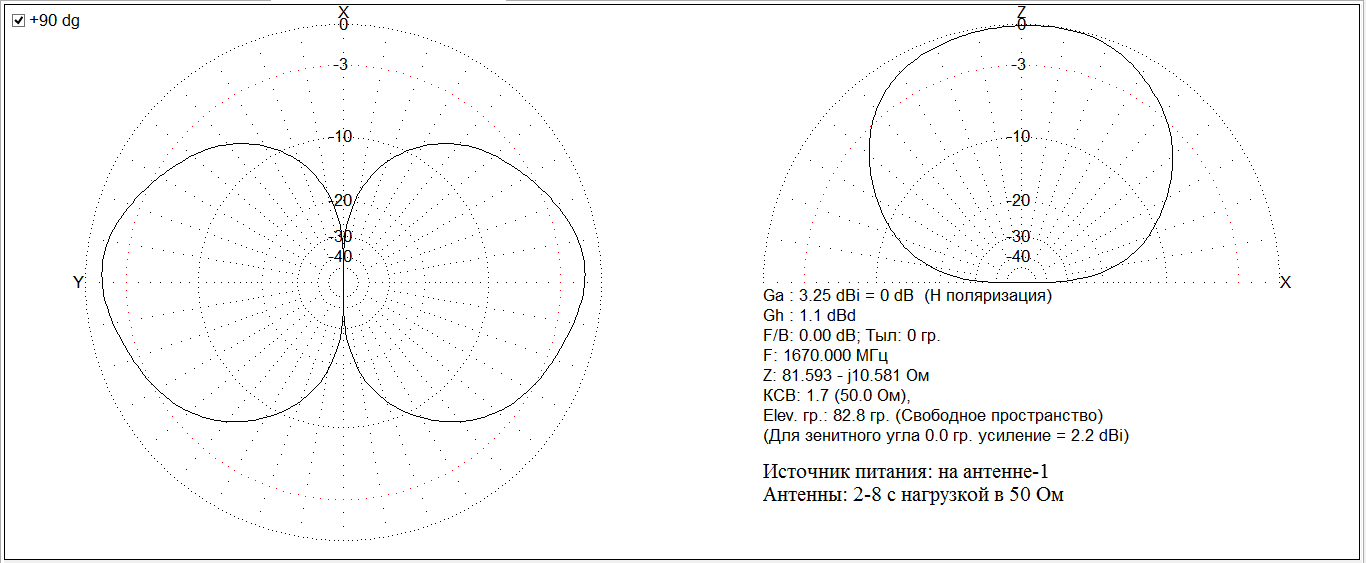 +90 dg
X
0
-3
-10
-20
-30
-40
Y
Z
0
-3
-10
-20
-30
-40
X
Ga : 3.25 dBi = 0 dB (Н поляризация)
Gh : 1.1 dBd
F/B: 0.00 dB; Тыл: 0 гр.
F: 1670.000 МГц
Z: 81.593 - j10.581 Ом
КСВ: 1.7 (50.0 Ом),
Elev. гр.: 82.8 гр. (Свободное пространство)
(Для зенитного угла 0.0 гр. усиление = 2.2 dBi)
Источник питания: на антенне-1
Антенны: 2-8 с нагрузкой в 50 Ом